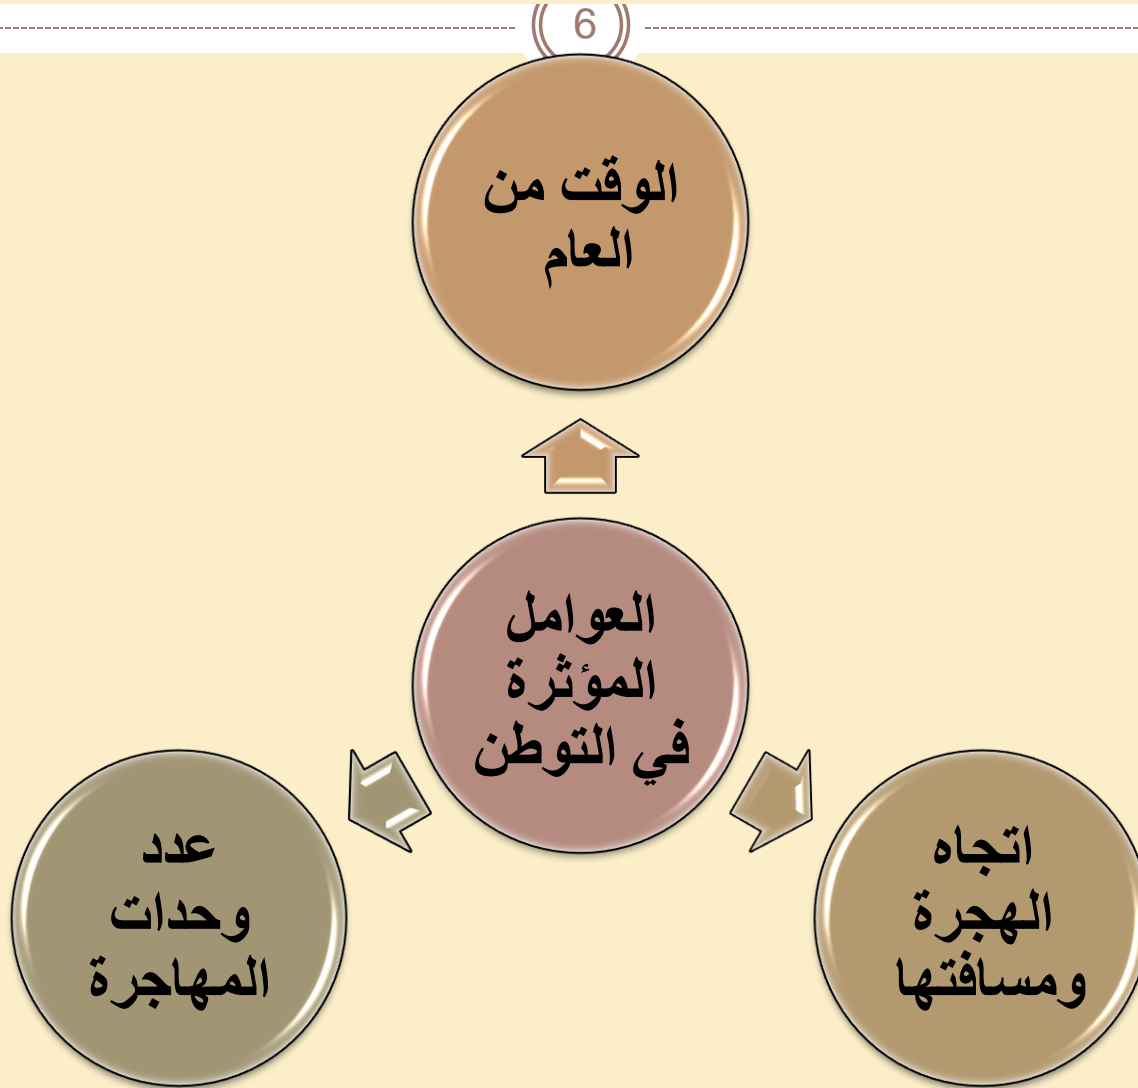 6
الوقت من
العام
العوامل
المؤثرة
في التوطن
اتجاه
الهجرة
ومسافتها
عدد
وحدات
المهاجرة